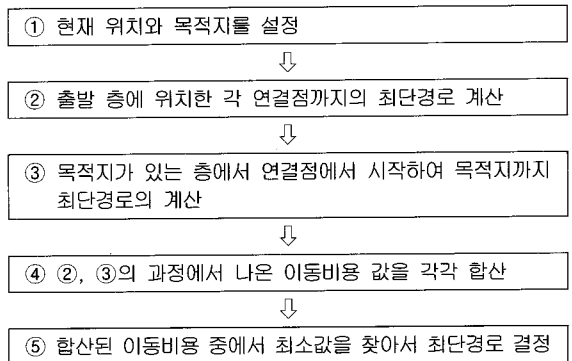 ① 현재 위치와 목적지를 설정
⇩
② 출발 층에 위치한 각 연결점까지의 최단경로 계산
⇩
③ 목적지가 있는 층에서 연결점에서 시작하여 목적지까지
최단경로의 계산
⇩
④ ②, ③의 과정에서 나온 이동비용 값을 각각 합산
⇩
⑤ 합산된 이동비용 중에서 최소값을 찾아서 최단경로 결정